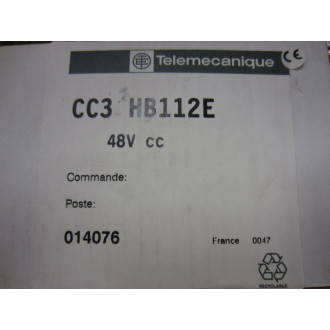 Telemecanique CE
CC3 HB112E
48V cc
Commande:
Poste:
014076
France 0047
RECYCLABLE